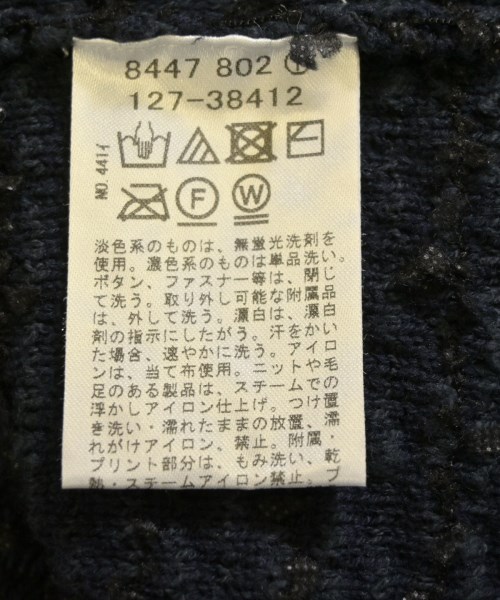 8447 802 ①
127-38412
NO.4414
F W
淡色系のものは、無蛍光洗剤を
使用。濃色系のものは単品洗い。
ボタン、ファスナー等は、閉じ
て洗う。取り外し可能な附属品
は、外して洗う。漂白は、漂白
剤の指示にしたがう。汗をかい
た場合、速やかに洗う。アイロ
ンは、当て布使用。ニットや毛
足のある製品は、スチームでの
浮かしアイロン仕上げ。つけ置
き洗い・濡れたままの放置、濡
れがけアイロン、禁止。附属・
プリント部分は、もみ洗い、乾
熱・スチームアイロン禁止。プ